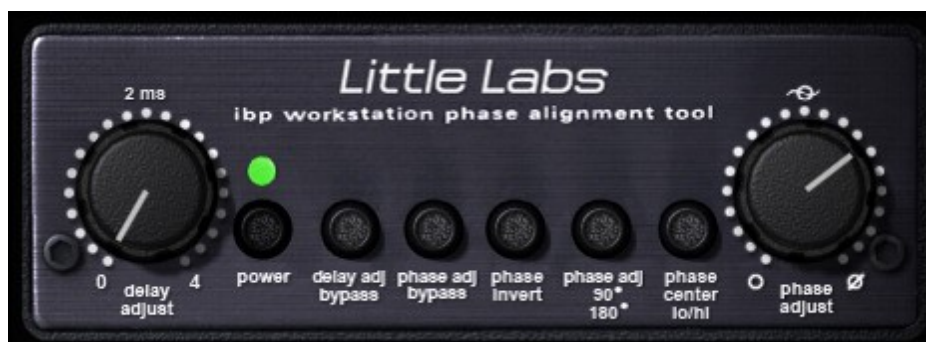 Little Labs
ibp workstation phase alignment tool
2 ms
0
4
delay
adjust
power
delay adj
bypass
phase adj
bypass
phase
invert
phase adj
90°
180°
phase
center
lo/hi
O
Ø
phase
adjust